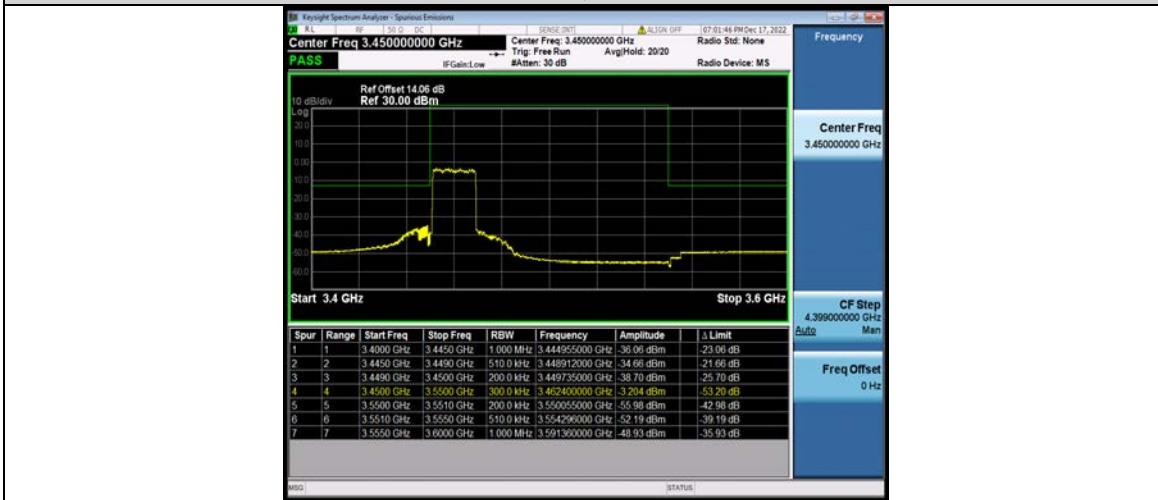 Keysight Spectrum Analyzer - Spurious Emissions
RL RF 50 Ω DC SENSE:INT ALIGN OFF 07:01:46 PM Dec 17, 2022
Center Freq 3.450000000 GHz Center Freq: 3.450000000 GHz Radio Std: None Frequency
Trig: Free Run Avg|Hold: 20/20
PASS IFGain:Low #Atten: 30 dB Radio Device: MS
Ref Offset 14.06 dB
10 dB/div Ref 30.00 dBm
Log
20.0
10.0
0.00
-10.0
-20.0
-30.0
-40.0
-50.0
-60.0
Start 3.4 GHz Stop 3.6 GHz
Center Freq
3.450000000 GHz
CF Step
4.399000000 GHz
Auto Man
Freq Offset
0 Hz
Spur Range Start Freq Stop Freq RBW Frequency Amplitude Δ Limit
1 1 3.4000 GHz 3.4450 GHz 1.000 MHz 3.444955000 GHz -36.06 dBm -23.06 dB
2 2 3.4450 GHz 3.4490 GHz 510.0 kHz 3.448912000 GHz -34.66 dBm -21.66 dB
3 3 3.4490 GHz 3.4500 GHz 200.0 kHz 3.449735000 GHz -38.70 dBm -25.70 dB
4 4 3.4500 GHz 3.5500 GHz 300.0 kHz 3.462400000 GHz -3.204 dBm -53.20 dB
5 5 3.5500 GHz 3.5510 GHz 200.0 kHz 3.550055000 GHz -55.98 dBm -42.98 dB
6 6 3.5510 GHz 3.5550 GHz 510.0 kHz 3.554296000 GHz -52.19 dBm -39.19 dB
7 7 3.5550 GHz 3.6000 GHz 1.000 MHz 3.591360000 GHz -48.93 dBm -35.93 dB
MSG STATUS